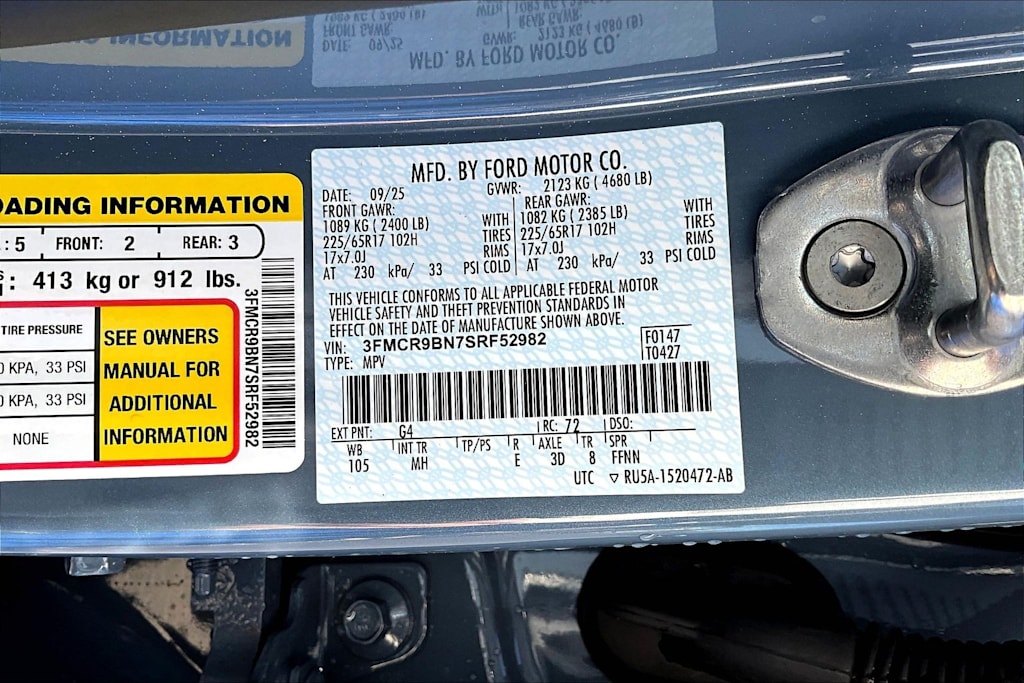 OADING INFORMATION
: 5 FRONT: 2 REAR: 3
: 413 kg or 912 lbs.
TIRE PRESSURE
0 KPA, 33 PSI
0 KPA, 33 PSI
NONE
SEE OWNERS
MANUAL FOR
ADDITIONAL
INFORMATION
3FMCR9BN7SRF52982
MFD. BY FORD MOTOR CO.
DATE: 09/25 GVWR: 2123 KG ( 4680 LB)
FRONT GAWR: REAR GAWR:
1089 KG ( 2400 LB) WITH 1082 KG ( 2385 LB) WITH
225/65R17 102H TIRES 225/65R17 102H TIRES
17x7.0J RIMS 17x7.0J RIMS
AT 230 kPa/ 33 PSI COLD AT 230 kPa/ 33 PSI COLD
THIS VEHICLE CONFORMS TO ALL APPLICABLE FEDERAL MOTOR
VEHICLE SAFETY AND THEFT PREVENTION STANDARDS IN
EFFECT ON THE DATE OF MANUFACTURE SHOWN ABOVE.
VIN: 3FMCR9BN7SRF52982 F0147
TYPE: MPV T0427
EXT PNT: G4 RC: 72 DSO:
WB INT TR TP/PS R AXLE TR SPR
105 MH E 3D 8 FFNN
UTC ▽ RU5A-1520472-AB